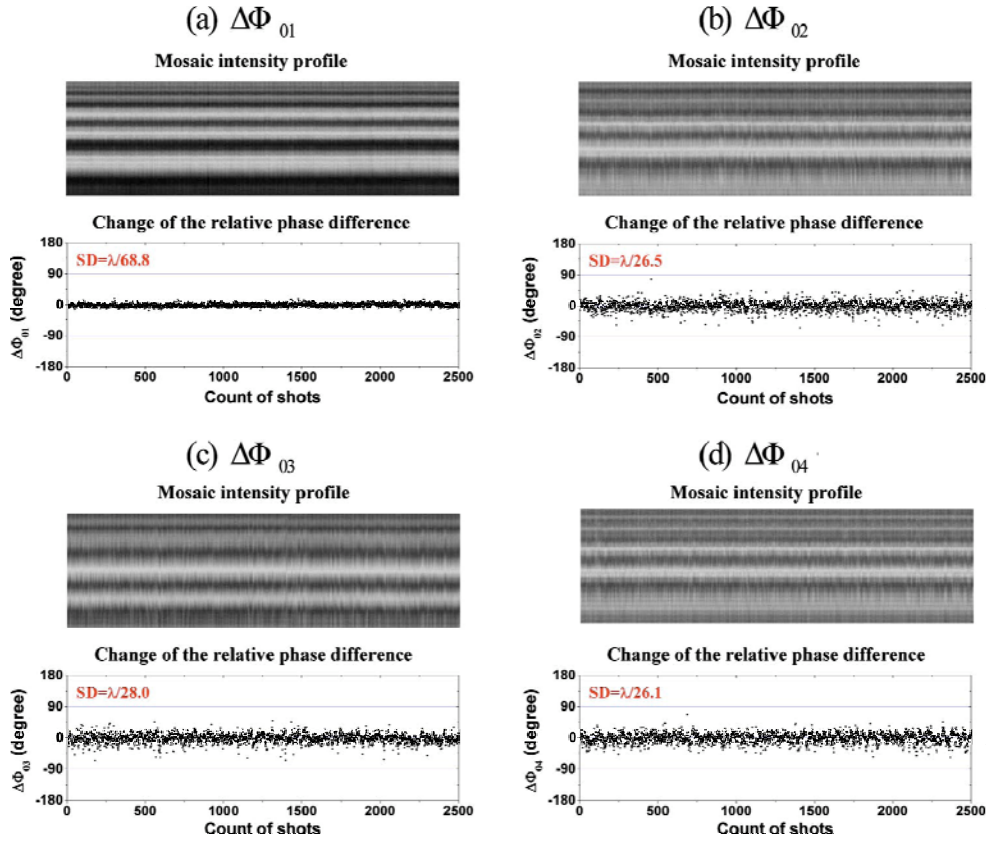 (a) ΔΦ 01
Mosaic intensity profile
Change of the relative phase difference
SD=λ/68.8
180
90
0
-90
-180
ΔΦ01 (degree)
0 500 1000 1500 2000 2500
Count of shots
(b) ΔΦ 02
Mosaic intensity profile
Change of the relative phase difference
SD=λ/26.5
180
90
0
-90
-180
ΔΦ02 (degree)
0 500 1000 1500 2000 2500
Count of shots
(c) ΔΦ 03
Mosaic intensity profile
Change of the relative phase difference
SD=λ/28.0
180
90
0
-90
-180
ΔΦ03 (degree)
0 500 1000 1500 2000 2500
Count of shots
(d) ΔΦ 04
Mosaic intensity profile
Change of the relative phase difference
SD=λ/26.1
180
90
0
-90
-180
ΔΦ04 (degree)
0 500 1000 1500 2000 2500
Count of shots